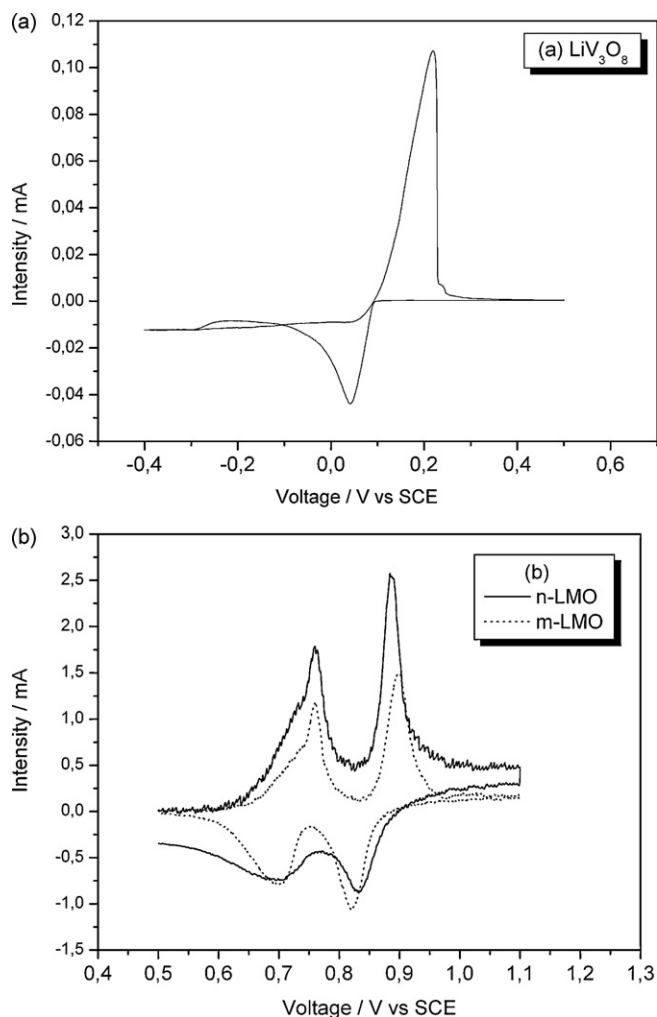 (a)
0,12
0,10
0,08
0,06
0,04
0,02
0,00
-0,02
-0,04
-0,06
Intensity / mA
(a) LiV₃O₈
-0,4 -0,2 0,0 0,2 0,4 0,6
Voltage / V vs SCE
(b)
3,0
2,5
2,0
1,5
1,0
0,5
0,0
-0,5
-1,0
-1,5
Intensity / mA
(b)
n-LMO
m-LMO
0,4 0,5 0,6 0,7 0,8 0,9 1,0 1,1 1,2 1,3
Voltage / V vs SCE